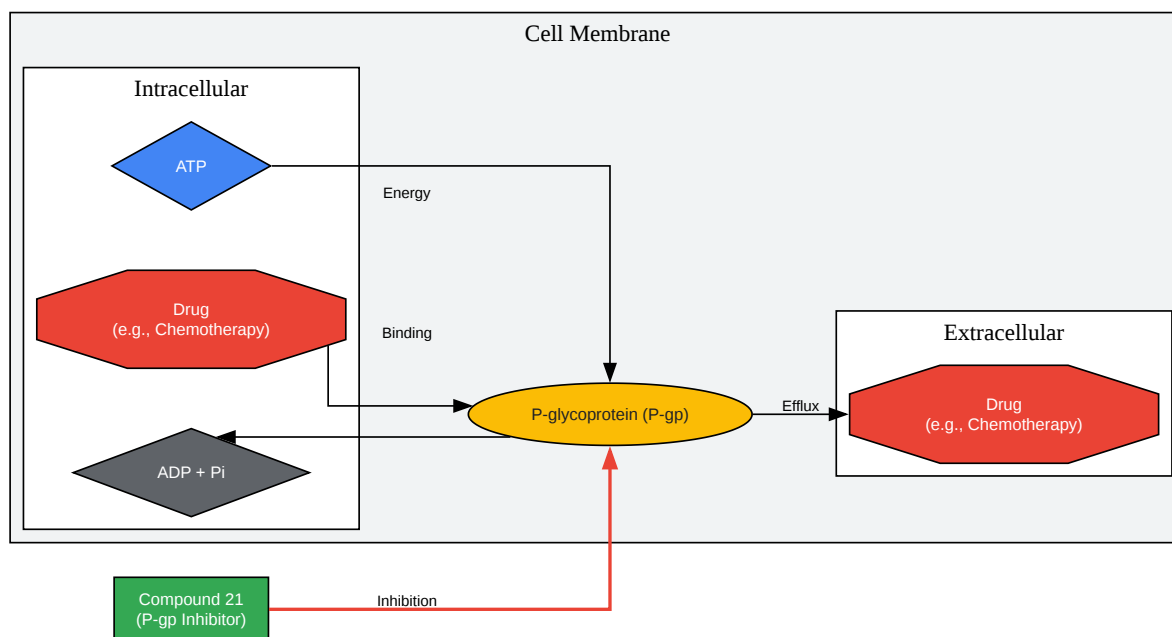 Cell Membrane
Intracellular
ATP
Energy
Drug
(e.g., Chemotherapy)
Binding
Extracellular
Drug
(e.g., Chemotherapy)
P-glycoprotein (P-gp)
Efflux
ADP + Pi
Compound 21
(P-gp Inhibitor)
Inhibition